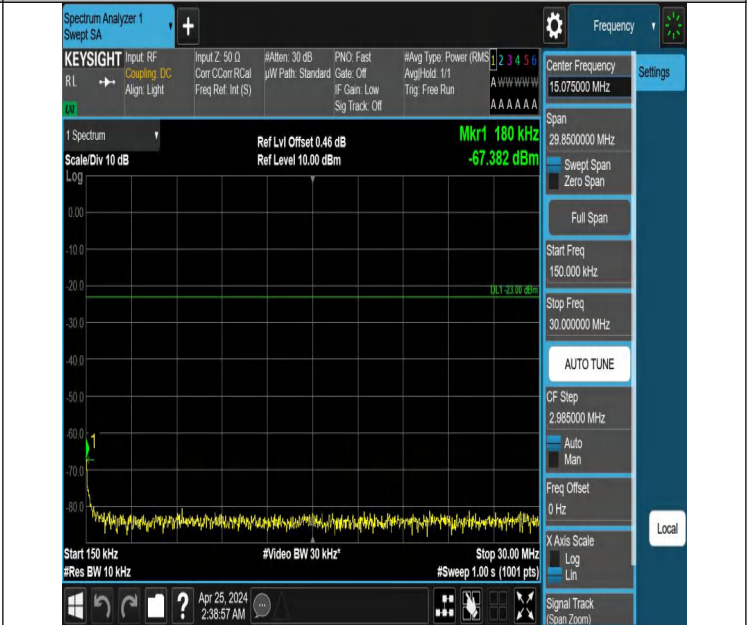 Spectrum Analyzer 1
Swept SA
+
Frequency
KEYSIGHT
RL
Input: RF
Coupling: DC
Align: Light
Input Z: 50 Ω
Corr CCorr RCal
Freq Ref: Int (S)
#Atten: 30 dB
µW Path: Standard
PNO: Fast
Gate: Off
IF Gain: Low
Sig Track: Off
#Avg Type: Power (RMS
Avg|Hold: 1/1
Trig: Free Run
1 2 3 4 5 6
A W W W W W
A A A A A A
1 Spectrum
Scale/Div 10 dB
Log
Ref Lvl Offset 0.46 dB
Ref Level 10.00 dBm
Mkr1 180 kHz
-67.382 dBm
0.00
-10.0
-20.0
-30.0
-40.0
-50.0
-60.0
-70.0
-80.0
DL1 -23.00 dBm
1
Start 150 kHz
#Res BW 10 kHz
#Video BW 30 kHz*
Stop 30.00 MHz
#Sweep 1.00 s (1001 pts)
Center Frequency
15.075000 MHz
Settings
Span
29.8500000 MHz
Swept Span
Zero Span
Full Span
Start Freq
150.000 kHz
Stop Freq
30.000000 MHz
AUTO TUNE
CF Step
2.985000 MHz
Auto
Man
Freq Offset
0 Hz
X Axis Scale
Log
Lin
Local
Signal Track
(Span Zoom)
?
Apr 25, 2024
2:38:57 AM